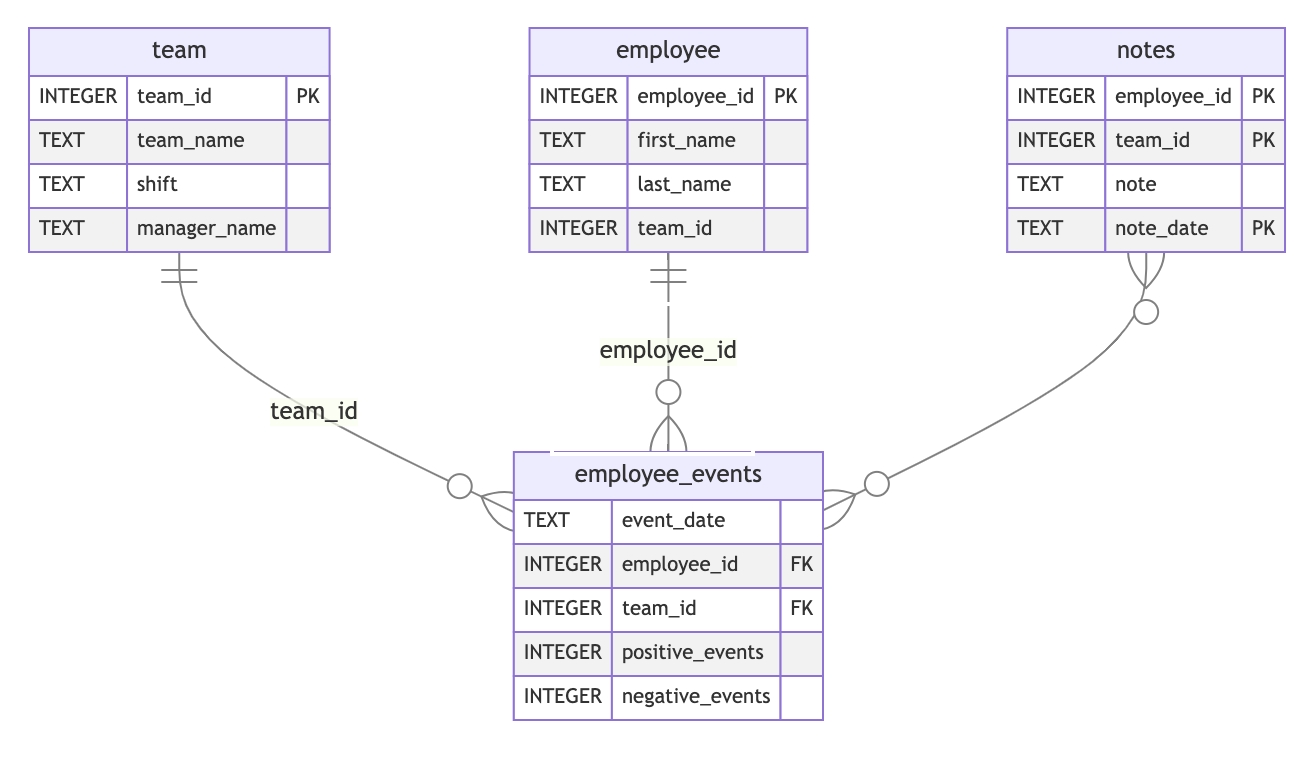 team
INTEGER team_id PK
TEXT team_name
TEXT shift
TEXT manager_name
employee
INTEGER employee_id PK
TEXT first_name
TEXT last_name
INTEGER team_id
notes
INTEGER employee_id PK
INTEGER team_id PK
TEXT note
TEXT note_date PK
employee_id
team_id
employee_events
TEXT event_date
INTEGER employee_id FK
INTEGER team_id FK
INTEGER positive_events
INTEGER negative_events